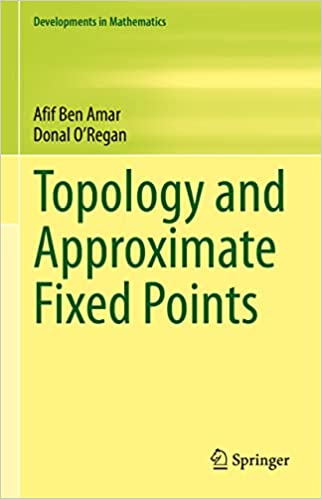 Developments in Mathematics
Afif Ben Amar
Donal O’Regan
Topology and
Approximate
Fixed Points
Springer